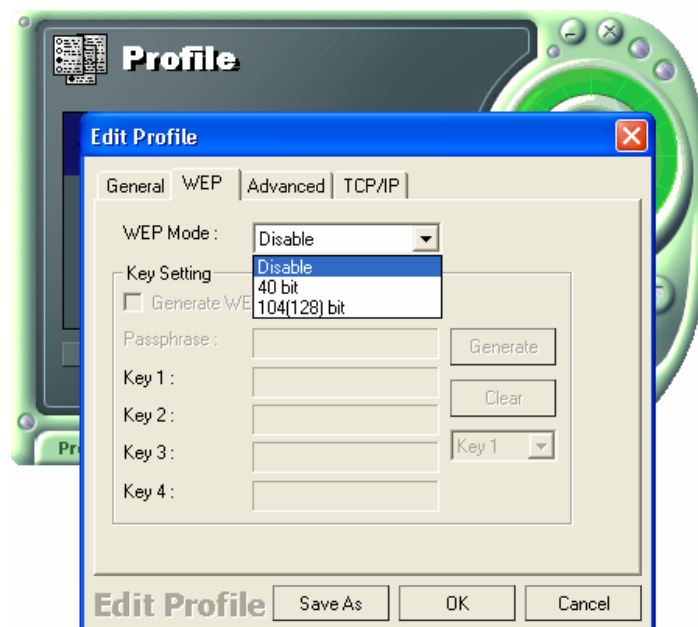 Profile
Edit Profile
General WEP Advanced TCP/IP
WEP Mode : Disable
Disable
40 bit
104(128) bit
Key Setting
Generate WE
Passphrase : Generate
Key 1 :
Clear
Key 2 :
Key 3 : Key 1
Key 4 :
Edit Profile Save As OK Cancel